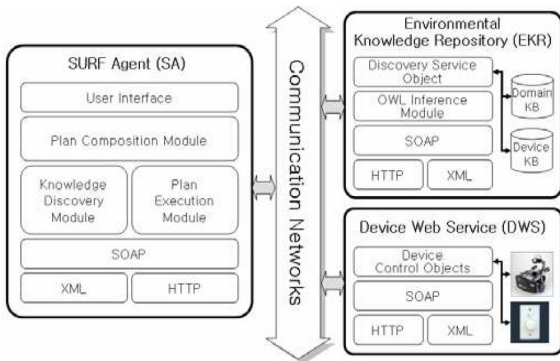 SURF Agent (SA)
User Interface
Plan Composition Module
Knowledge
Discovery
Module
Plan
Execution
Module
SOAP
XML
HTTP
Communication Networks
Environmental
Knowledge Repository (EKR)
Discovery Service
Object
OWL Inference
Module
SOAP
HTTP
XML
Domain
KB
Device
KB
Device Web Service (DWS)
Device
Control Objects
SOAP
HTTP
XML